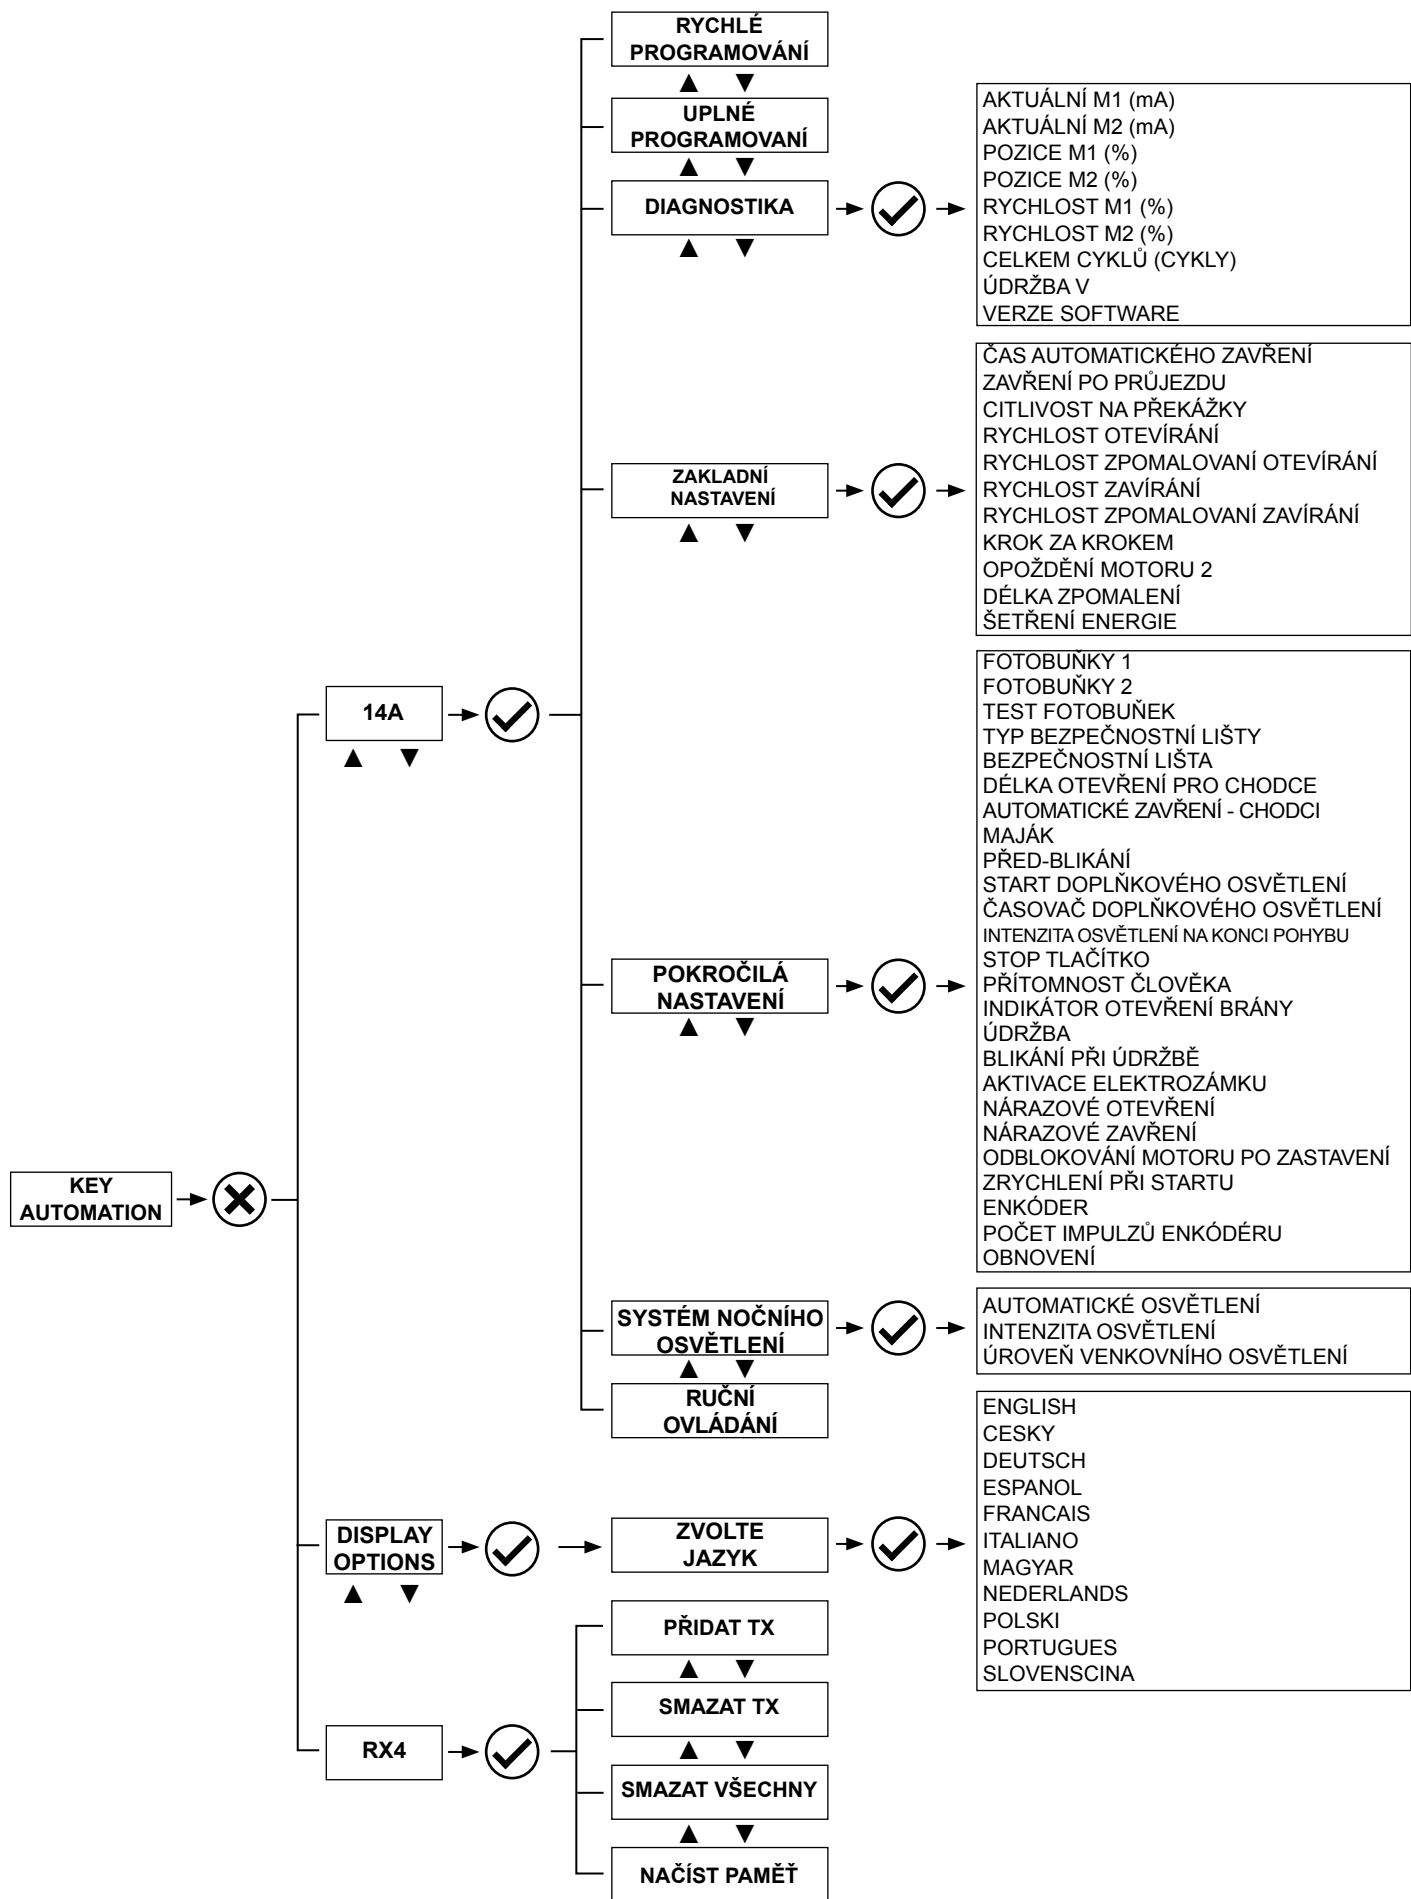 RYCHLÉ
PROGRAMOVÁNÍ
UPLNÉ
PROGRAMOVANÍ
DIAGNOSTIKA
AKTUÁLNÍ M1 (mA)
AKTUÁLNÍ M2 (mA)
POZICE M1 (%)
POZICE M2 (%)
RYCHLOST M1 (%)
RYCHLOST M2 (%)
CELKEM CYKLŮ (CYKLY)
ÚDRŽBA V
VERZE SOFTWARE
ZAKLADNÍ
NASTAVENÍ
ČAS AUTOMATICKÉHO ZAVŘENÍ
ZAVŘENÍ PO PRŮJEZDU
CITLIVOST NA PŘEKÁŽKY
RYCHLOST OTEVÍRÁNÍ
RYCHLOST ZPOMALOVANÍ OTEVÍRÁNÍ
RYCHLOST ZAVÍRÁNÍ
RYCHLOST ZPOMALOVANÍ ZAVÍRÁNÍ
KROK ZA KROKEM
OPOŽDĚNÍ MOTORU 2
DÉLKA ZPOMALENÍ
ŠETŘENÍ ENERGIE
14A
POKROČILÁ
NASTAVENÍ
FOTOBUŇKY 1
FOTOBUŇKY 2
TEST FOTOBUŇEK
TYP BEZPEČNOSTNÍ LIŠTY
BEZPEČNOSTNÍ LIŠTA
DÉLKA OTEVŘENÍ PRO CHODCE
AUTOMATICKÉ ZAVŘENÍ - CHODCI
MAJÁK
PŘED-BLIKÁNÍ
START DOPLŇKOVÉHO OSVĚTLENÍ
ČASOVAČ DOPLŇKOVÉHO OSVĚTLENÍ
INTENZITA OSVĚTLENÍ NA KONCI POHYBU
STOP TLAČÍTKO
PŘÍTOMNOST ČLOVĚKA
INDIKÁTOR OTEVŘENÍ BRÁNY
ÚDRŽBA
BLIKÁNÍ PŘI ÚDRŽBĚ
AKTIVACE ELEKTROZÁMKU
NÁRAZOVÉ OTEVŘENÍ
NÁRAZOVÉ ZAVŘENÍ
ODBLOKOVÁNÍ MOTORU PO ZASTAVENÍ
ZRYCHLENÍ PŘI STARTU
ENKÓDER
POČET IMPULZŮ ENKÓDÉRU
OBNOVENÍ
KEY
AUTOMATION
SYSTÉM NOČNÍHO
OSVĚTLENÍ
AUTOMATICKÉ OSVĚTLENÍ
INTENZITA OSVĚTLENÍ
ÚROVEŇ VENKOVNÍHO OSVĚTLENÍ
RUČNÍ
OVLÁDÁNÍ
DISPLAY
OPTIONS
ZVOLTE
JAZYK
ENGLISH
CESKY
DEUTSCH
ESPANOL
FRANCAIS
ITALIANO
MAGYAR
NEDERLANDS
POLSKI
PORTUGUES
SLOVENSCINA
RX4
PŘIDAT TX
SMAZAT TX
SMAZAT VŠECHNY
NAČÍST PAMĚŤ